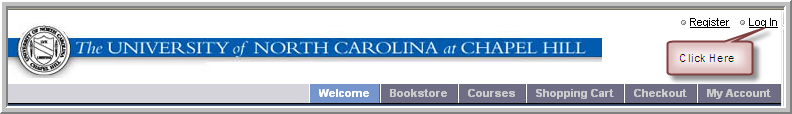 Register Log In
The UNIVERSITY of NORTH CAROLINA at CHAPEL HILL
Click Here
Welcome Bookstore Courses Shopping Cart Checkout My Account